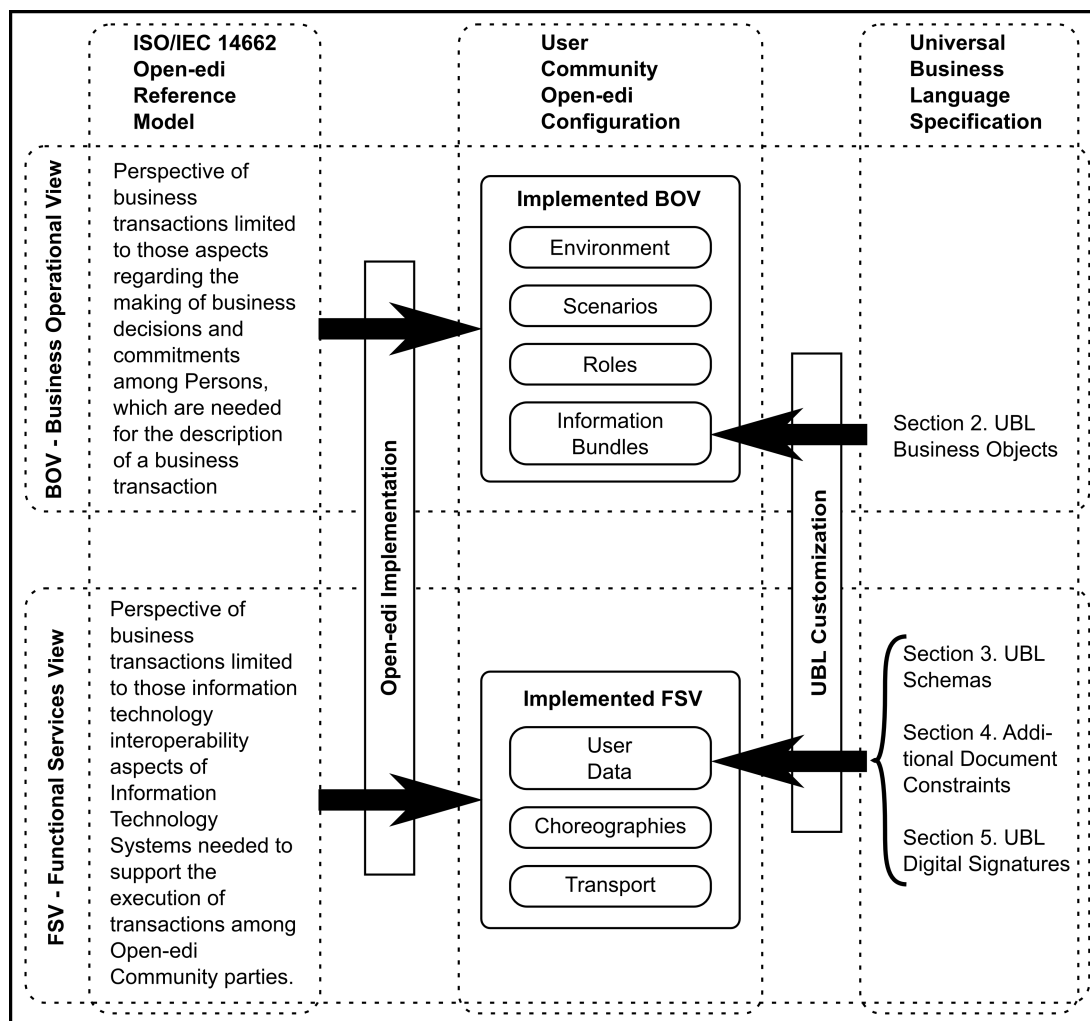 ISO/IEC 14662
Open-edi
Reference
Model
User
Community
Open-edi
Configuration
Universal
Business
Language
Specification
BOV - Business Operational View
Perspective of
business
transactions limited
to those aspects
regarding the
making of business
decisions and
commitments
among Persons,
which are needed
for the description
of a business
transaction
Open-edi Implementation
Implemented BOV
Environment
Scenarios
Roles
Information
Bundles
UBL Customization
Section 2. UBL
Business Objects
FSV - Functional Services View
Perspective of
business
transactions limited
to those information
technology
interoperability
aspects of
Information
Technology
Systems needed to
support the
execution of
transactions among
Open-edi
Community parties.
Implemented FSV
User
Data
Choreographies
Transport
Section 3. UBL
Schemas
Section 4. Addi-
tional Document
Constraints
Section 5. UBL
Digital Signatures